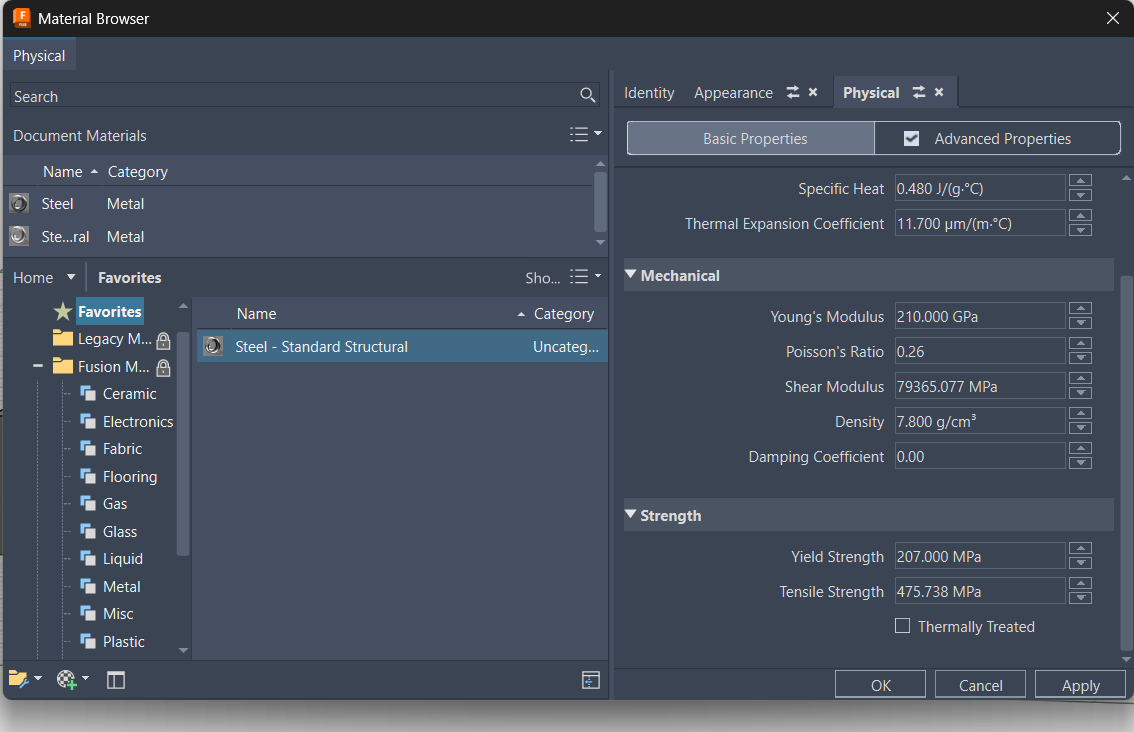 Material Browser
Physical
Search
Document Materials
Name Category
Steel Metal
Ste...ral Metal
Home Favorites Sho...
Favorites
Legacy M...
Fusion M...
Ceramic
Electronics
Fabric
Flooring
Gas
Glass
Liquid
Metal
Misc
Plastic
Name Category
Steel - Standard Structural Uncateg...
Identity Appearance Physical
Basic Properties Advanced Properties
Specific Heat 0.480 J/(g·°C)
Thermal Expansion Coefficient 11.700 µm/(m·°C)
Mechanical
Young's Modulus 210.000 GPa
Poisson's Ratio 0.26
Shear Modulus 79365.077 MPa
Density 7.800 g/cm³
Damping Coefficient 0.00
Strength
Yield Strength 207.000 MPa
Tensile Strength 475.738 MPa
Thermally Treated
OK Cancel Apply